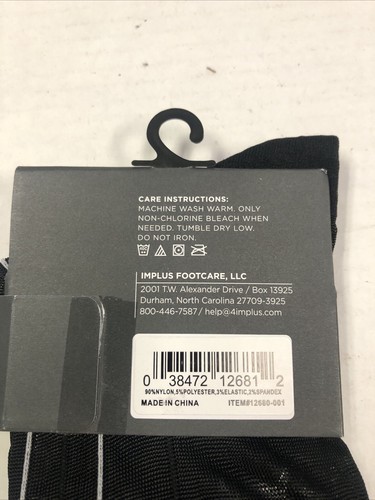 CARE INSTRUCTIONS:
MACHINE WASH WARM. ONLY
NON-CHLORINE BLEACH WHEN
NEEDED. TUMBLE DRY LOW.
DO NOT IRON.
IMPLUS FOOTCARE, LLC
2001 T.W. Alexander Drive / Box 13925
Durham, North Carolina 27709-3925
800-446-7587 / help@4implus.com
0 38472 12681 2
90%NYLON,5%POLYESTER,3%ELASTIC,2%SPANDEX
MADE IN CHINA ITEM#12680-001